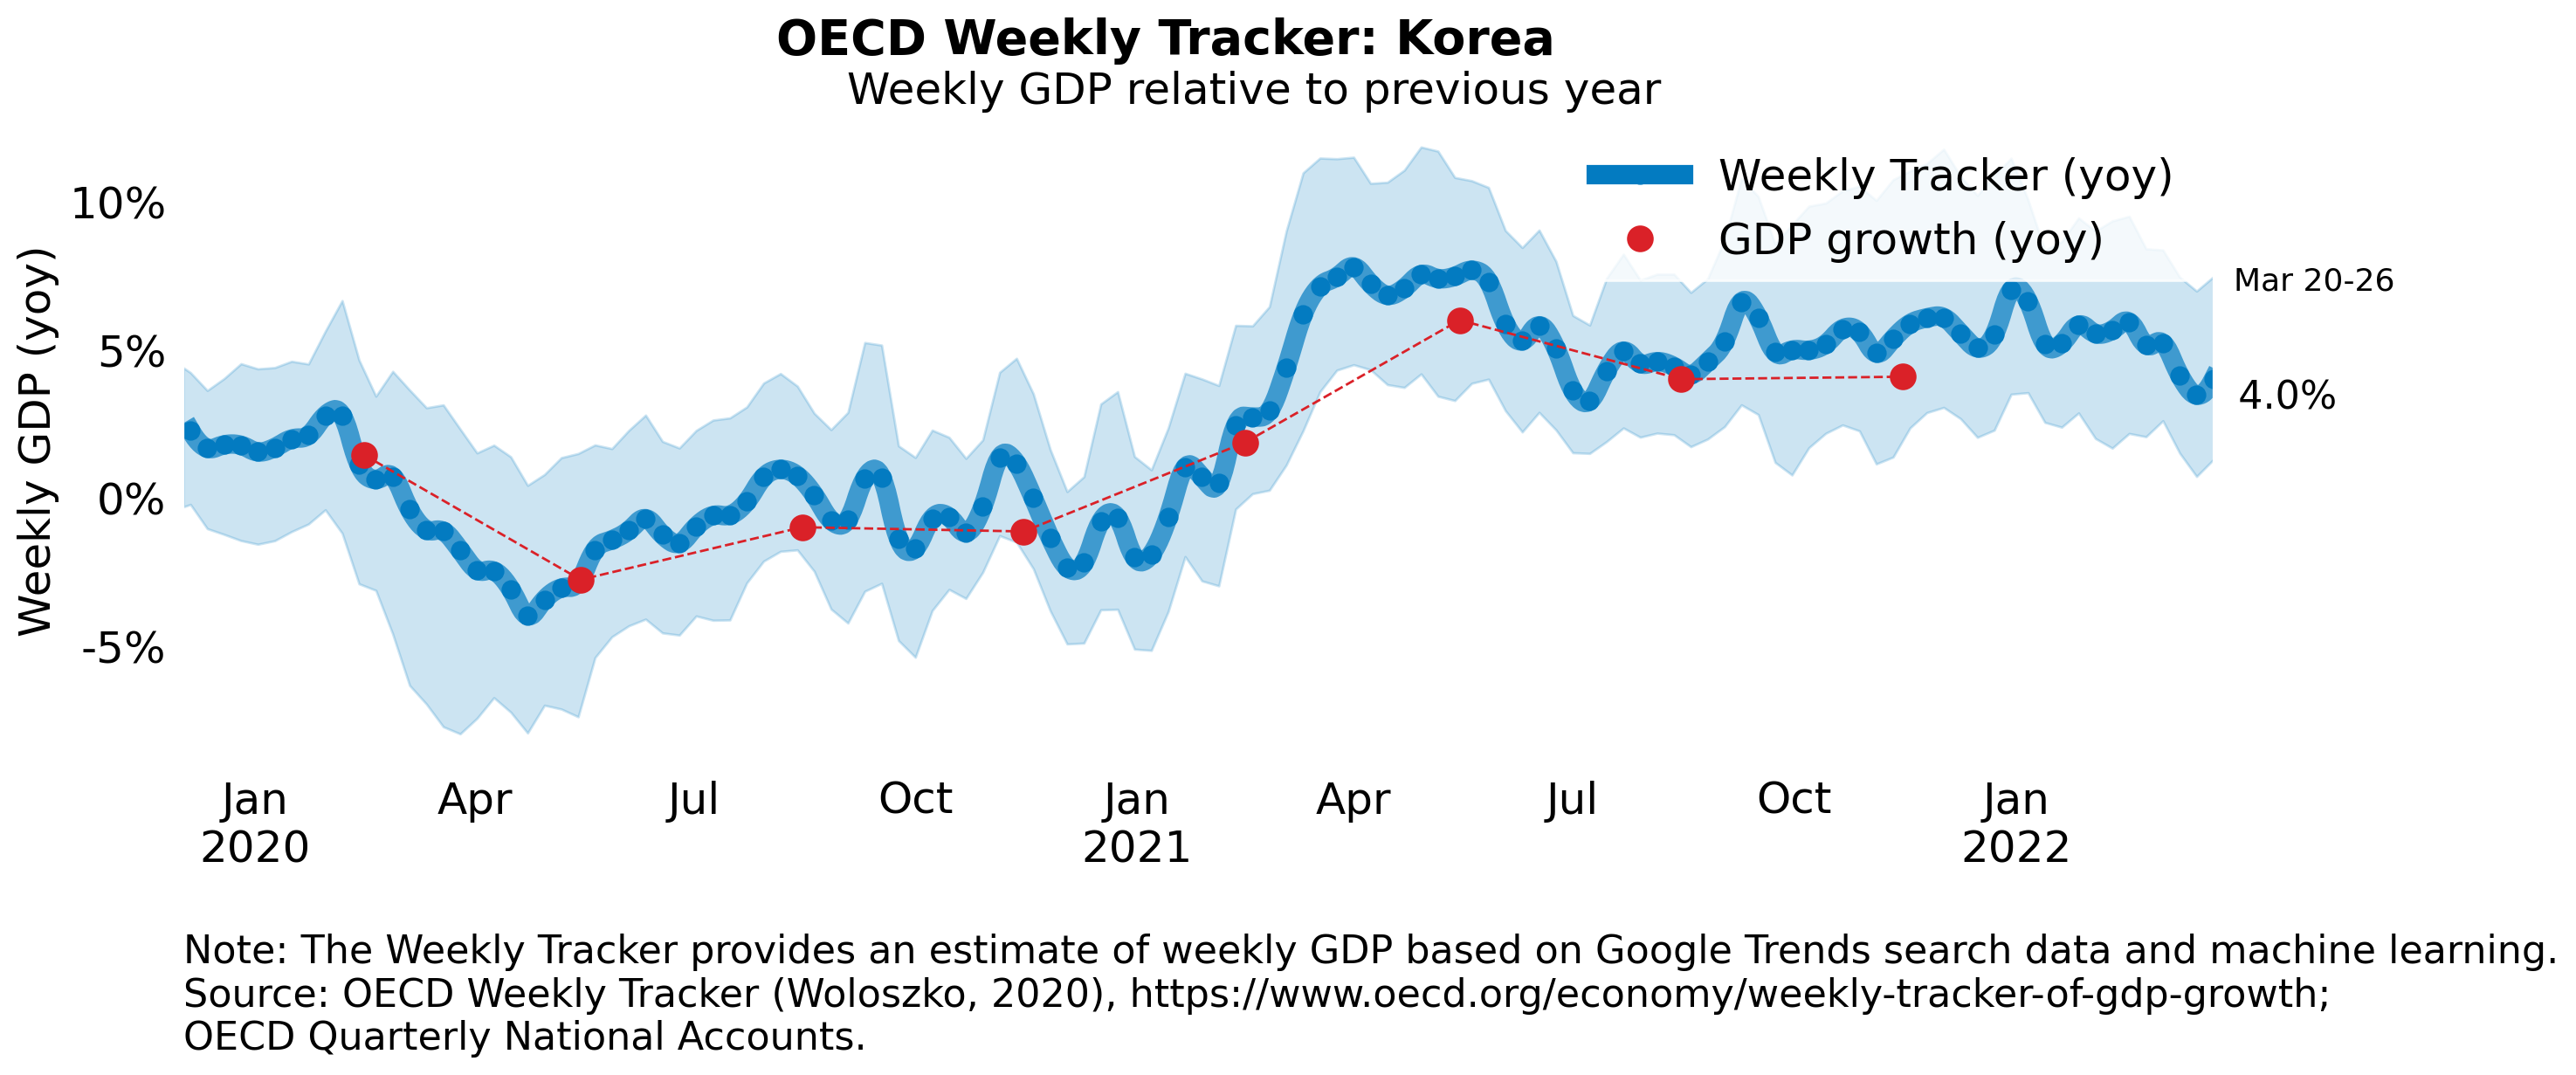 OECD Weekly Tracker: Korea
Weekly GDP relative to previous year
Weekly Tracker (yoy)
GDP growth (yoy)
Weekly GDP (yoy)
10%
5%
0%
-5%
Mar 20-26
4.0%
Jan Apr Jul Oct Jan Apr Jul Oct Jan
2020 2021 2022
Note: The Weekly Tracker provides an estimate of weekly GDP based on Google Trends search data and machine learning.
Source: OECD Weekly Tracker (Woloszko, 2020), https://www.oecd.org/economy/weekly-tracker-of-gdp-growth;
OECD Quarterly National Accounts.